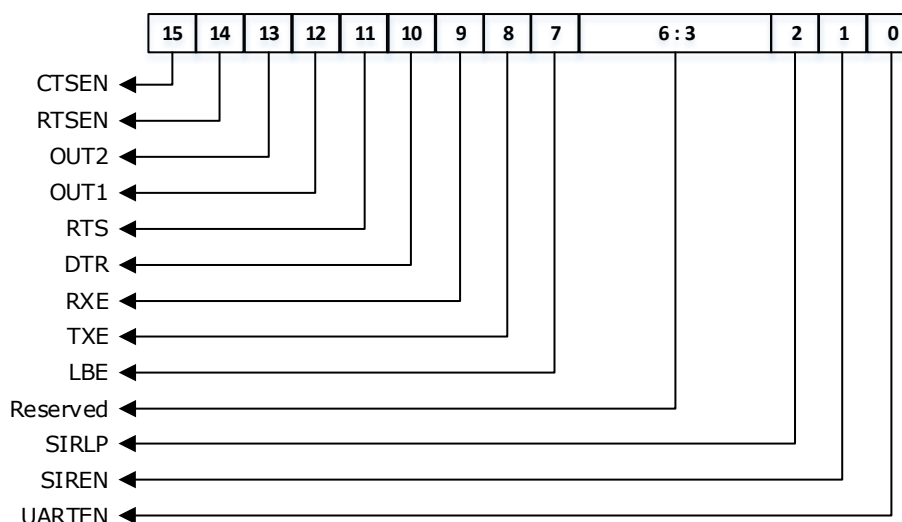 15 14 13 12 11 10 9 8 7 6 : 3 2 1 0
CTSEN
RTSEN
OUT2
OUT1
RTS
DTR
RXE
TXE
LBE
Reserved
SIRLP
SIREN
UARTEN